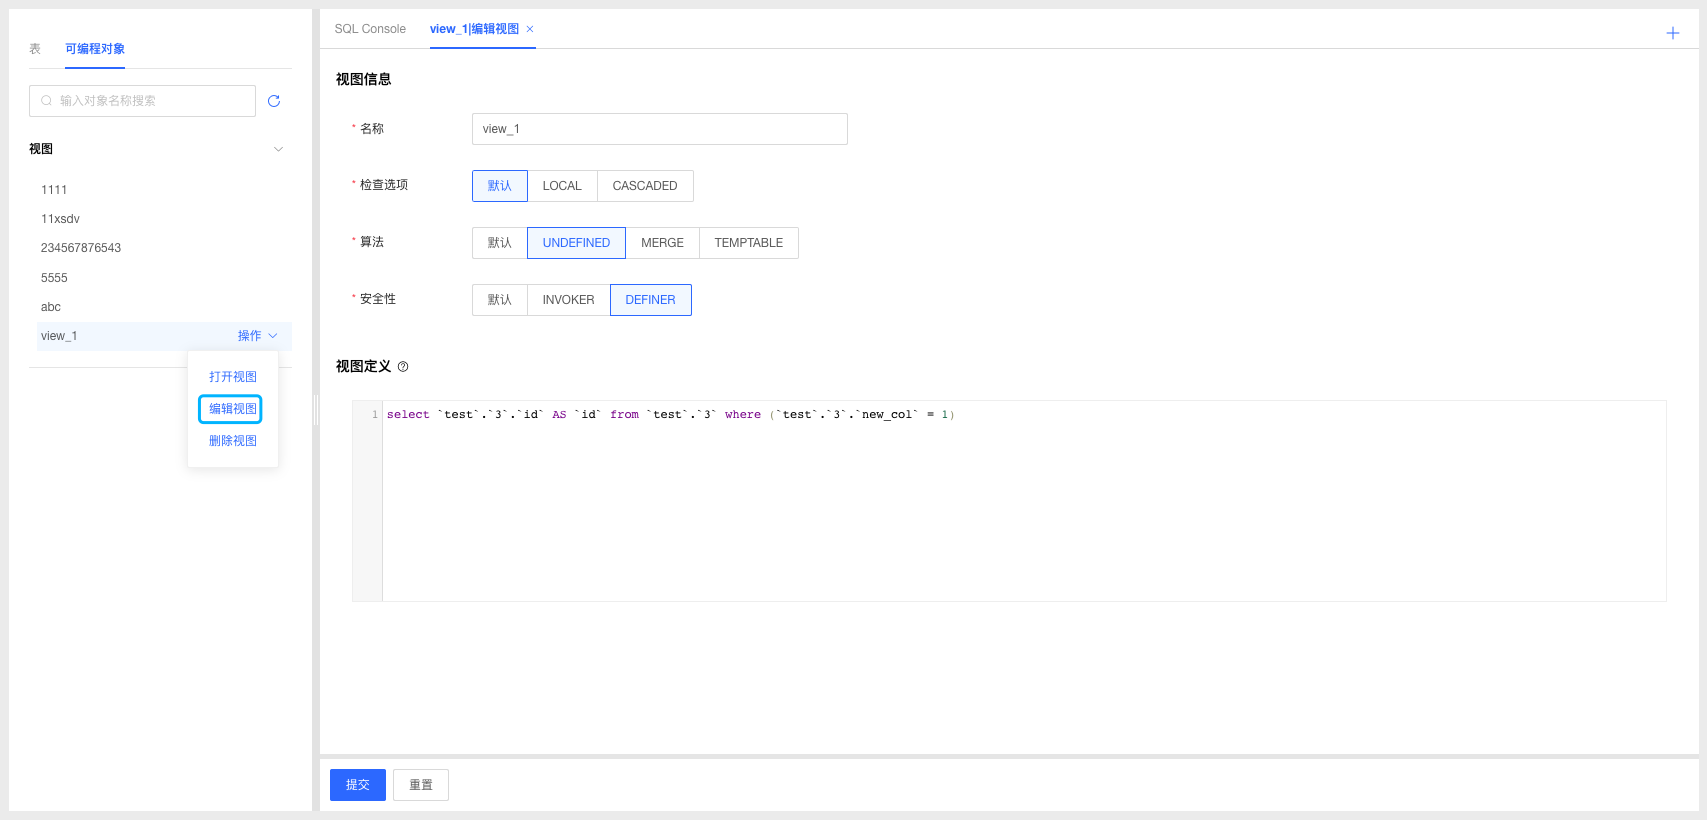 表 可编程对象
输入对象名称搜索
视图
1111
11xsdv
234567876543
5555
abc
view_1 操作
打开视图
编辑视图
删除视图
SQL Console view_1|编辑视图 ×
视图信息
* 名称 view_1
* 检查选项 默认 LOCAL CASCADED
* 算法 默认 UNDEFINED MERGE TEMPTABLE
* 安全性 默认 INVOKER DEFINER
视图定义 ?
1 select `test`.`3`.`id` AS `id` from `test`.`3` where (`test`.`3`.`new_col` = 1)
提交 重置